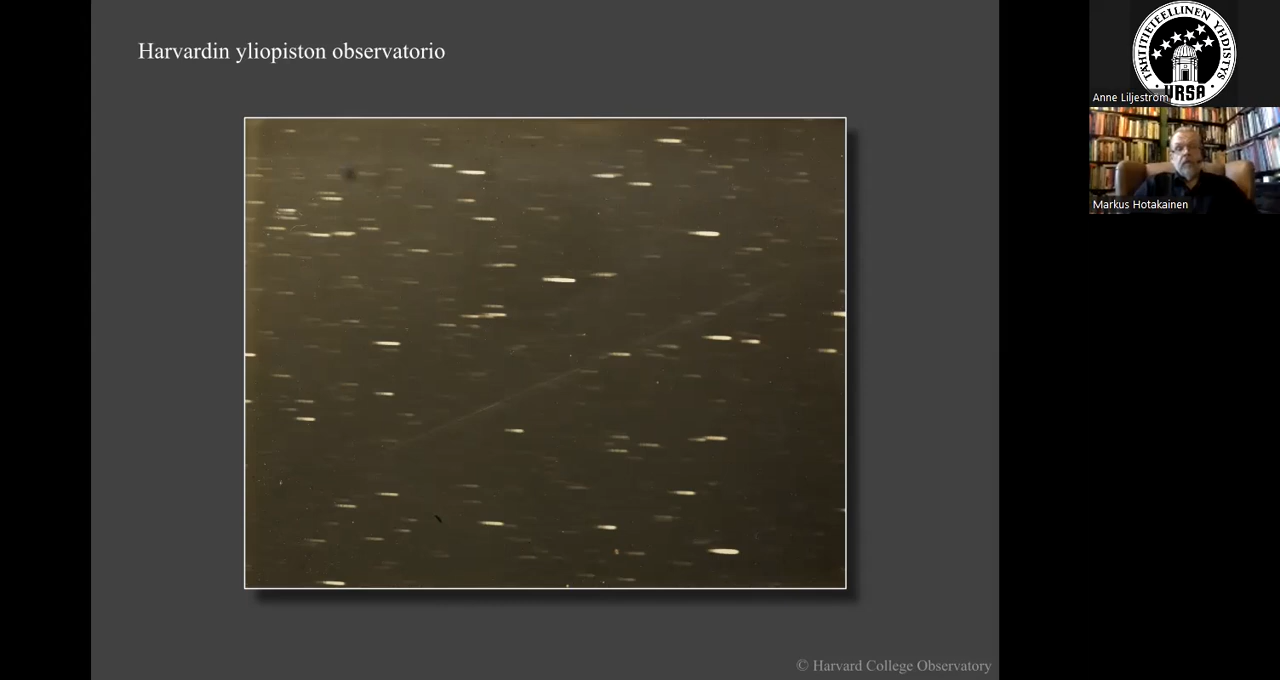 Harvardin yliopiston observatorio
© Harvard College Observatory
TÄHTITIETEELLINEN YHDISTYS
URSA
Anne Liljeström
Markus Hotakainen